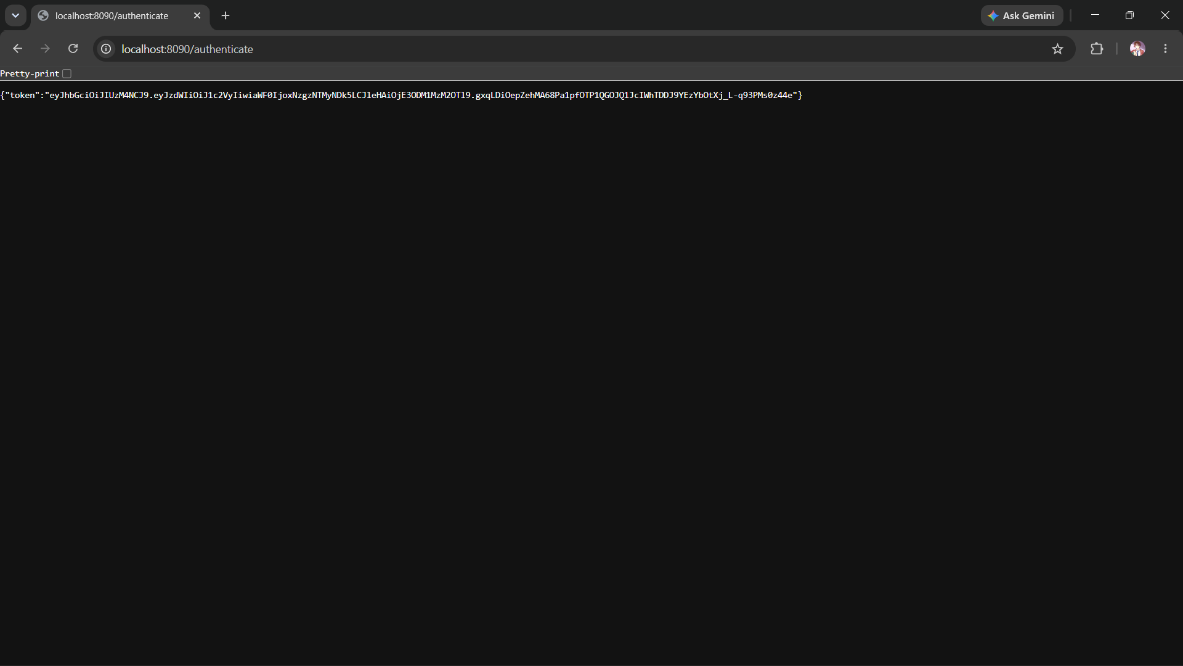 localhost:8090/authenticate
Ask Gemini
localhost:8090/authenticate
Pretty-print
{"token":"eyJhbGciOiJIUzM4NCJ9.eyJzdWIiOiJ1c2VyIiwiaWF0IjoxNzgzNTMyNDk5LCJleHAiOjE3ODM1MzM2OTl9.gxqLDiOepZehMA68Pa1pfOTP1QGOJQ1JcIWhTDDJ9YEzYbOtXj_L-q93PMs0z44e"}